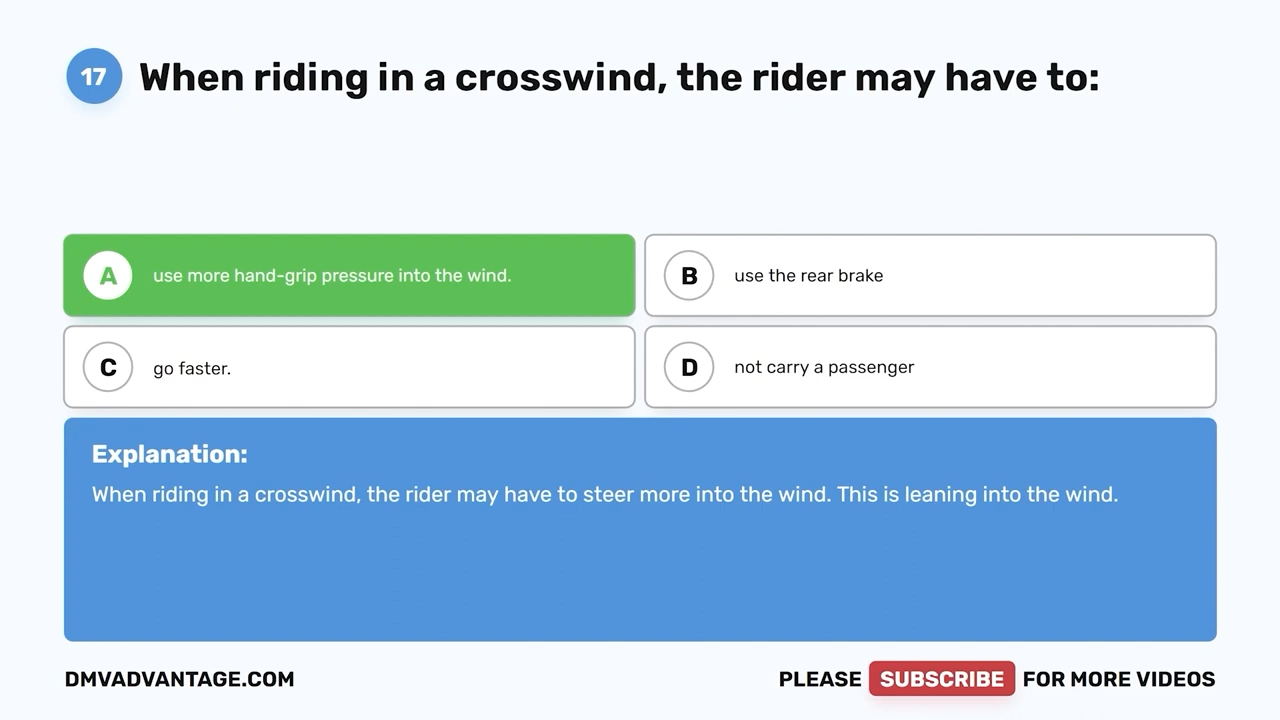 17 When riding in a crosswind, the rider may have to:
A use more hand-grip pressure into the wind.
B use the rear brake
C go faster.
D not carry a passenger
Explanation:
When riding in a crosswind, the rider may have to steer more into the wind. This is leaning into the wind.
DMVADVANTAGE.COM
PLEASE SUBSCRIBE FOR MORE VIDEOS